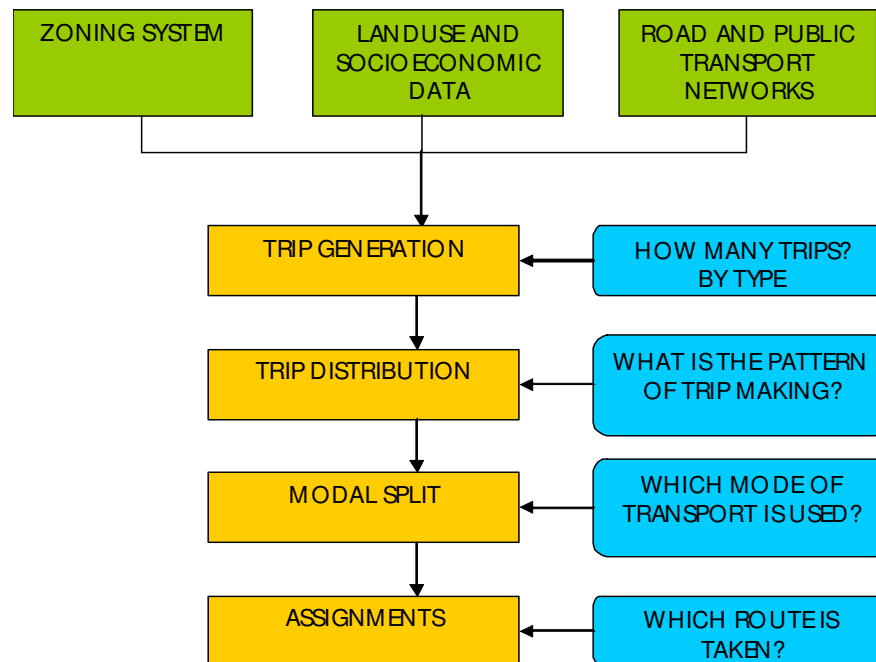 ZONING SYSTEM
LANDUSE AND
SOCIOECONOMIC
DATA
ROAD AND PUBLIC
TRANSPORT
NETWORKS
TRIP GENERATION
HOW MANY TRIPS?
BY TYPE
TRIP DISTRIBUTION
WHAT IS THE PATTERN
OF TRIP MAKING?
MODAL SPLIT
WHICH MODE OF
TRANSPORT IS USED?
ASSIGNMENTS
WHICH ROUTE IS
TAKEN?